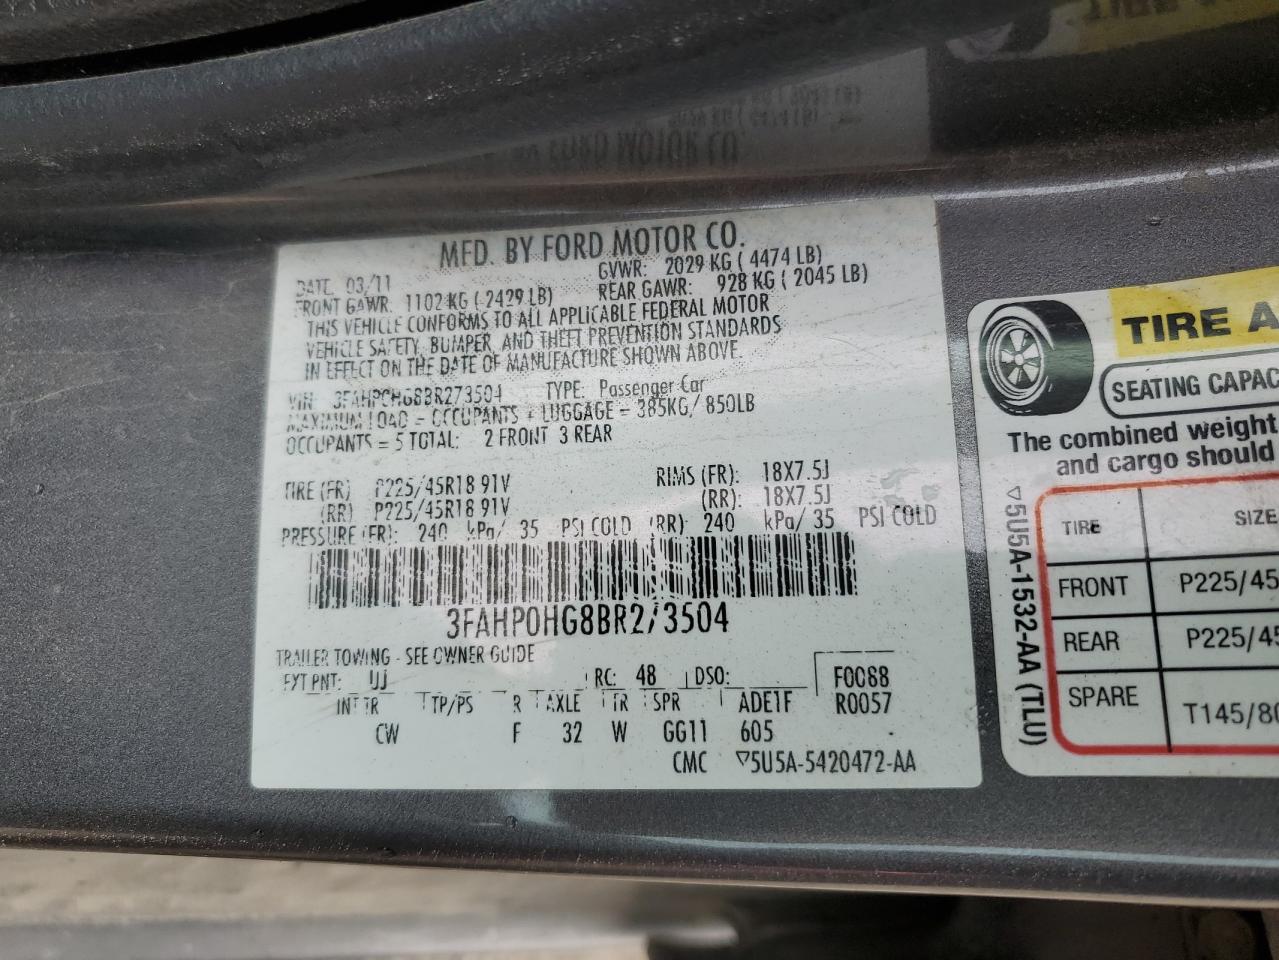 MFD. BY FORD MOTOR CO.
DATE 03/11 GVWR: 2029 KG ( 4474 LB)
FRONT GAWR: 1102 KG ( 2429 LB) REAR GAWR: 928 KG ( 2045 LB)
THIS VEHICLE CONFORMS TO ALL APPLICABLE FEDERAL MOTOR
VEHICLE SAFETY, BUMPER, AND THEFT PREVENTION STANDARDS
IN EFFECT ON THE DATE OF MANUFACTURE SHOWN ABOVE.
VIN: 3FAHP0HG8BR273504 TYPE: Passenger Car
MAXIMUM LOAD = OCCUPANTS + LUGGAGE = 385KG/ 850LB
OCCUPANTS = 5 TOTAL: 2 FRONT 3 REAR
TIRE (FR) P225/45R18 91V RIMS (FR): 18X7.5J
(RR) P225/45R18 91V (RR): 18X7.5J
PRESSURE (FR): 240 kPa/ 35 PSI COLD (RR): 240 kPa/ 35 PSI COLD
3FAHP0HG8BR273504
TRAILER TOWING - SEE OWNER GUIDE
EXT PNT: UJ RC: 48 DSO: F0088
INT TR TP/PS R AXLE TR SPR ADE1F R0057
CW F 32 W GG11 605
CMC ▽5U5A-5420472-AA
TIRE A
SEATING CAPAC
The combined weight
and cargo should
TIRE SIZE
FRONT P225/45
REAR P225/45
SPARE T145/80
▽5U5A-1532-AA (TLU)